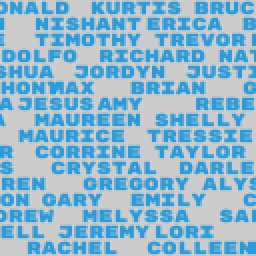 ONALD KURTIS BRUC
N NISHANT ERICA B
E TIMOTHY TREVOR
DOLFO RICHARD NAT
SHUA JORDYN JUSTI
HONY MAX BRIAN G
A JESUS AMY REBE
A MAUREEN SHELLY
MAURICE TRESSIE
R CORRINE TAYLOR
S CRYSTAL DARLE
REN GREGORY ALYS
ON GARY EMILY C
DREW MELYSSA SA
ELL JEREMY LORI
RACHEL COLLEEN